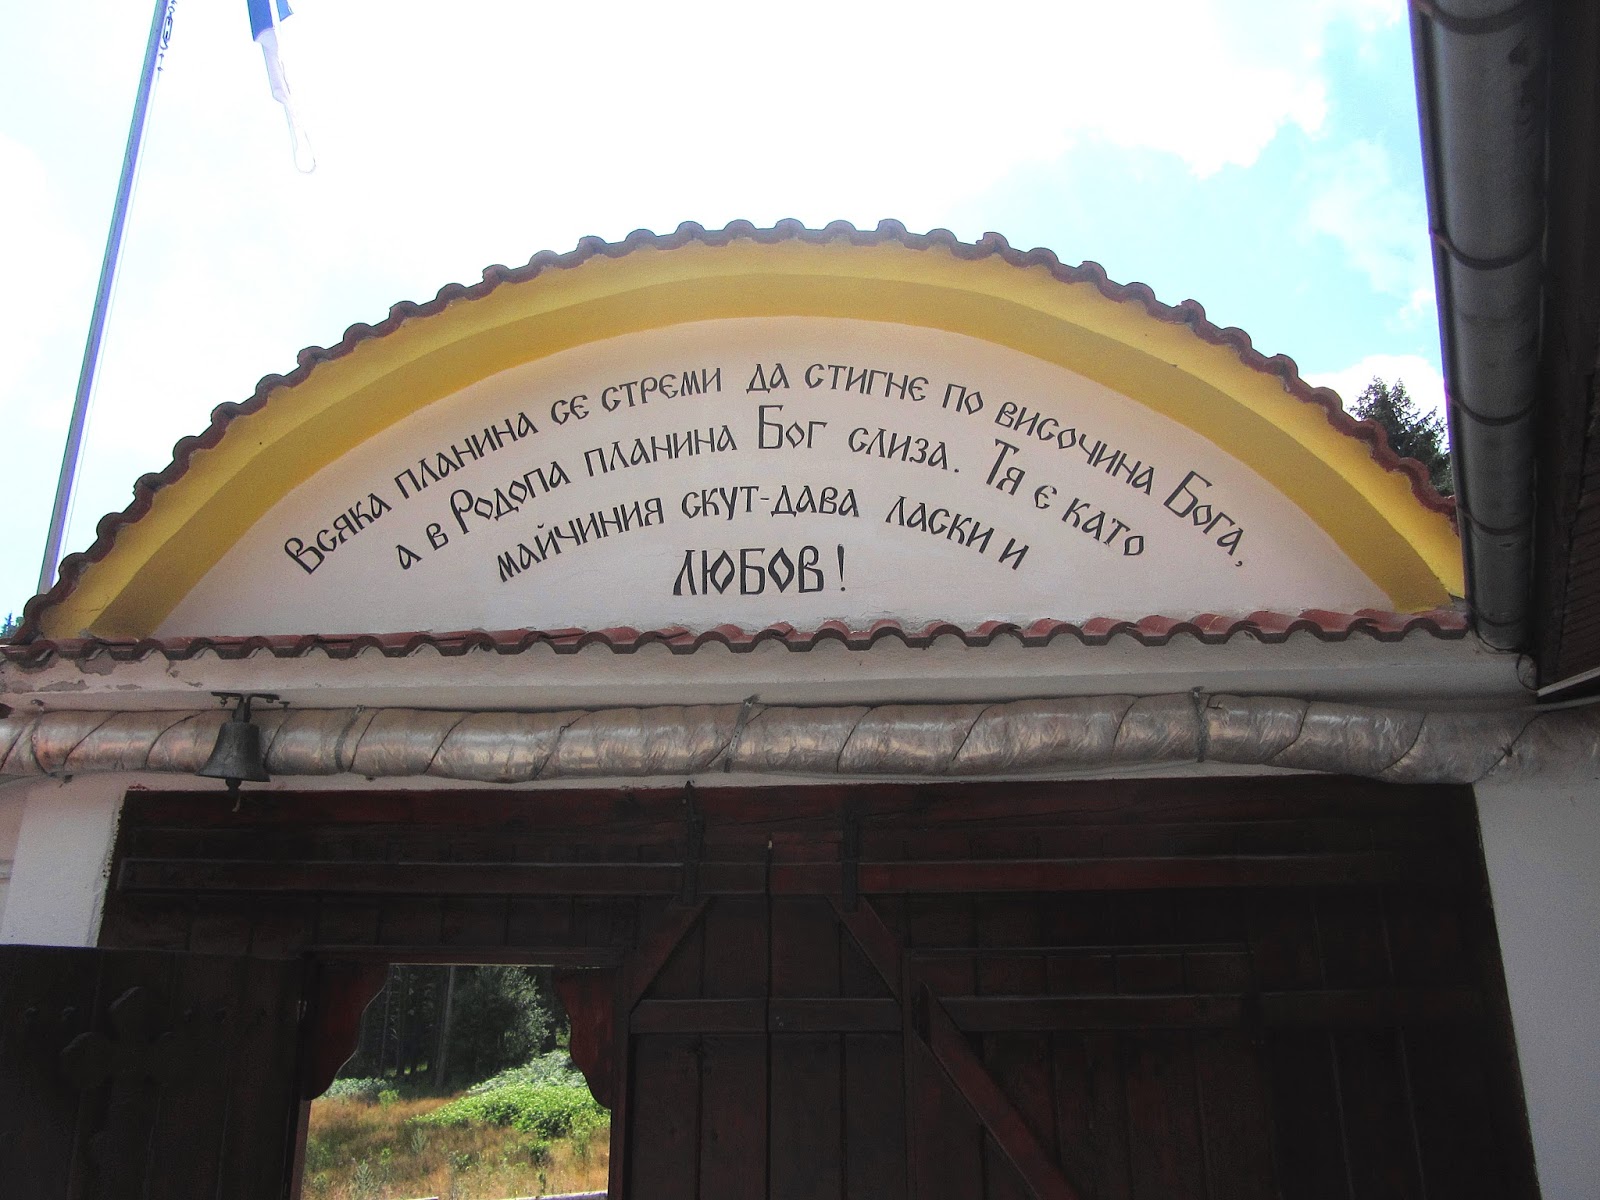 Всяка планина се стреми да стигне по височина Бога,
а в Родопа планина Бог слиза. Тя е като
майчиния скут-дава ласки и
ЛЮБОВ!